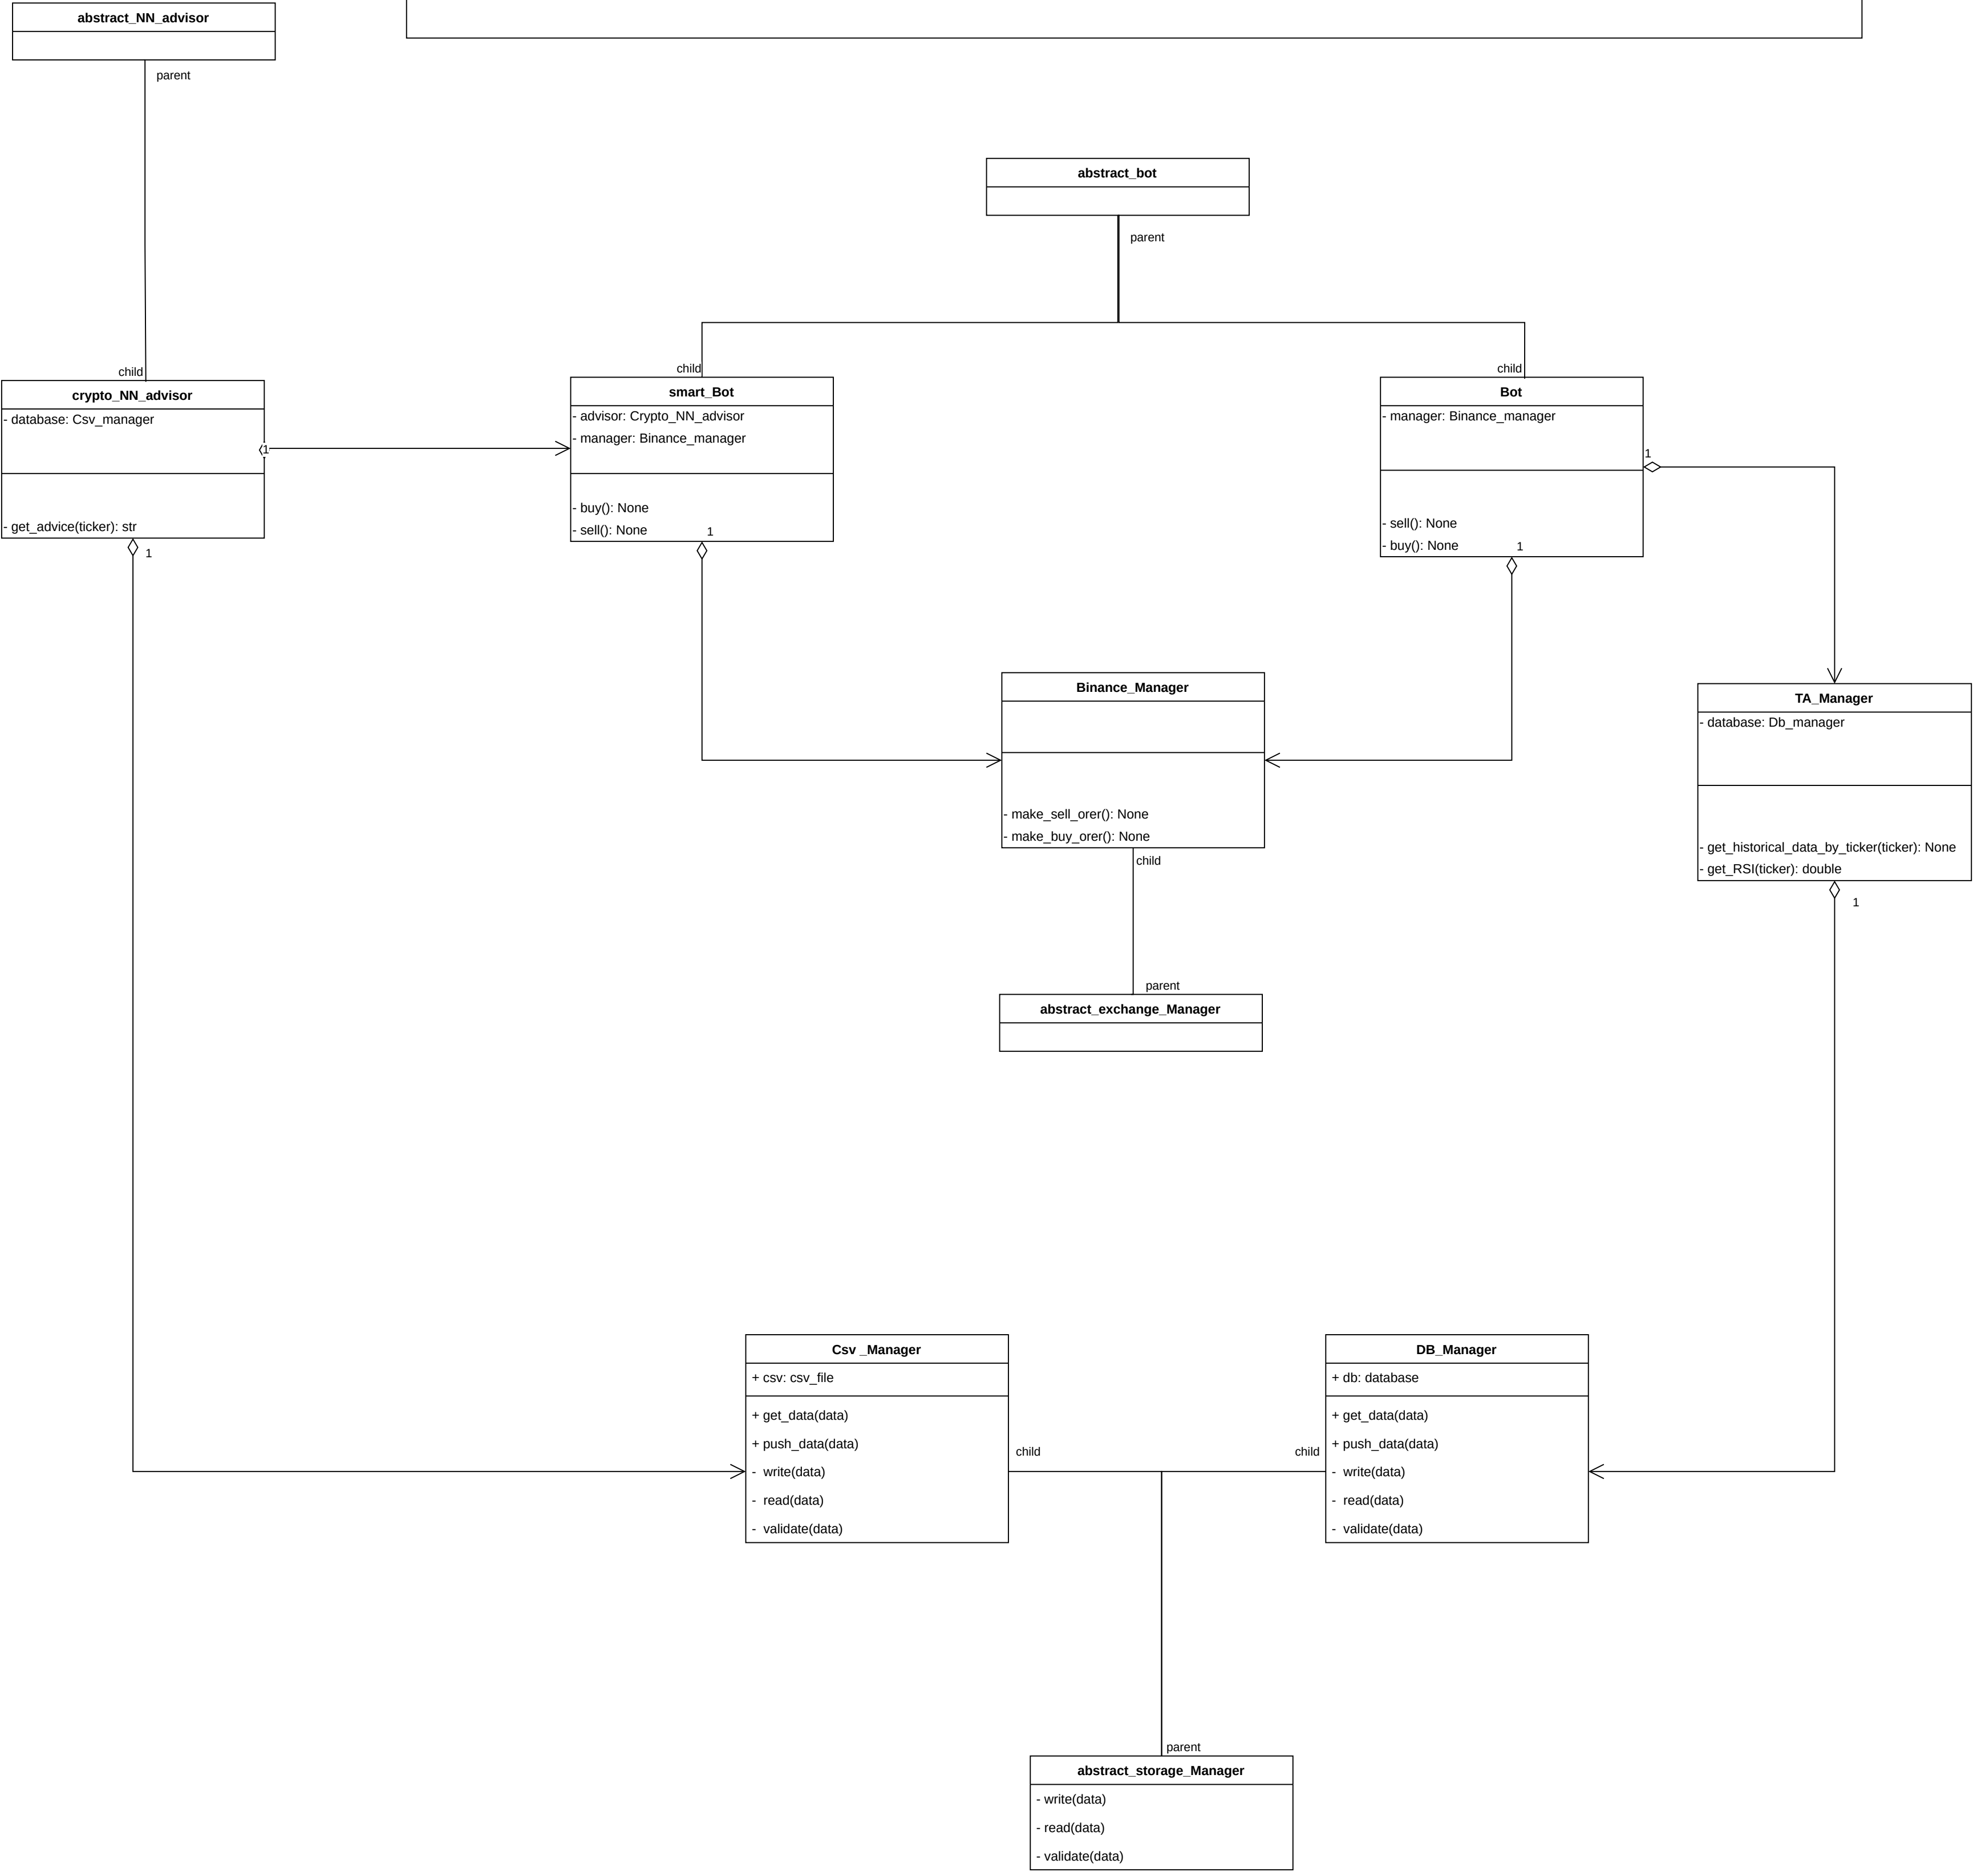 abstract_NN_advisor
parent
abstract_bot
parent
child
crypto_NN_advisor
- database: Csv_manager
1
- get_advice(ticker): str
1
child
smart_Bot
- advisor: Crypto_NN_advisor
- manager: Binance_manager
- buy(): None
- sell(): None
1
child
Bot
- manager: Binance_manager
1
- sell(): None
- buy(): None
1
Binance_Manager
- make_sell_orer(): None
- make_buy_orer(): None
child
TA_Manager
- database: Db_manager
- get_historical_data_by_ticker(ticker): None
- get_RSI(ticker): double
1
parent
abstract_exchange_Manager
Csv _Manager
+ csv: csv_file
+ get_data(data)
+ push_data(data)
- write(data)
- read(data)
- validate(data)
child
DB_Manager
+ db: database
+ get_data(data)
+ push_data(data)
- write(data)
- read(data)
- validate(data)
child
parent
abstract_storage_Manager
- write(data)
- read(data)
- validate(data)